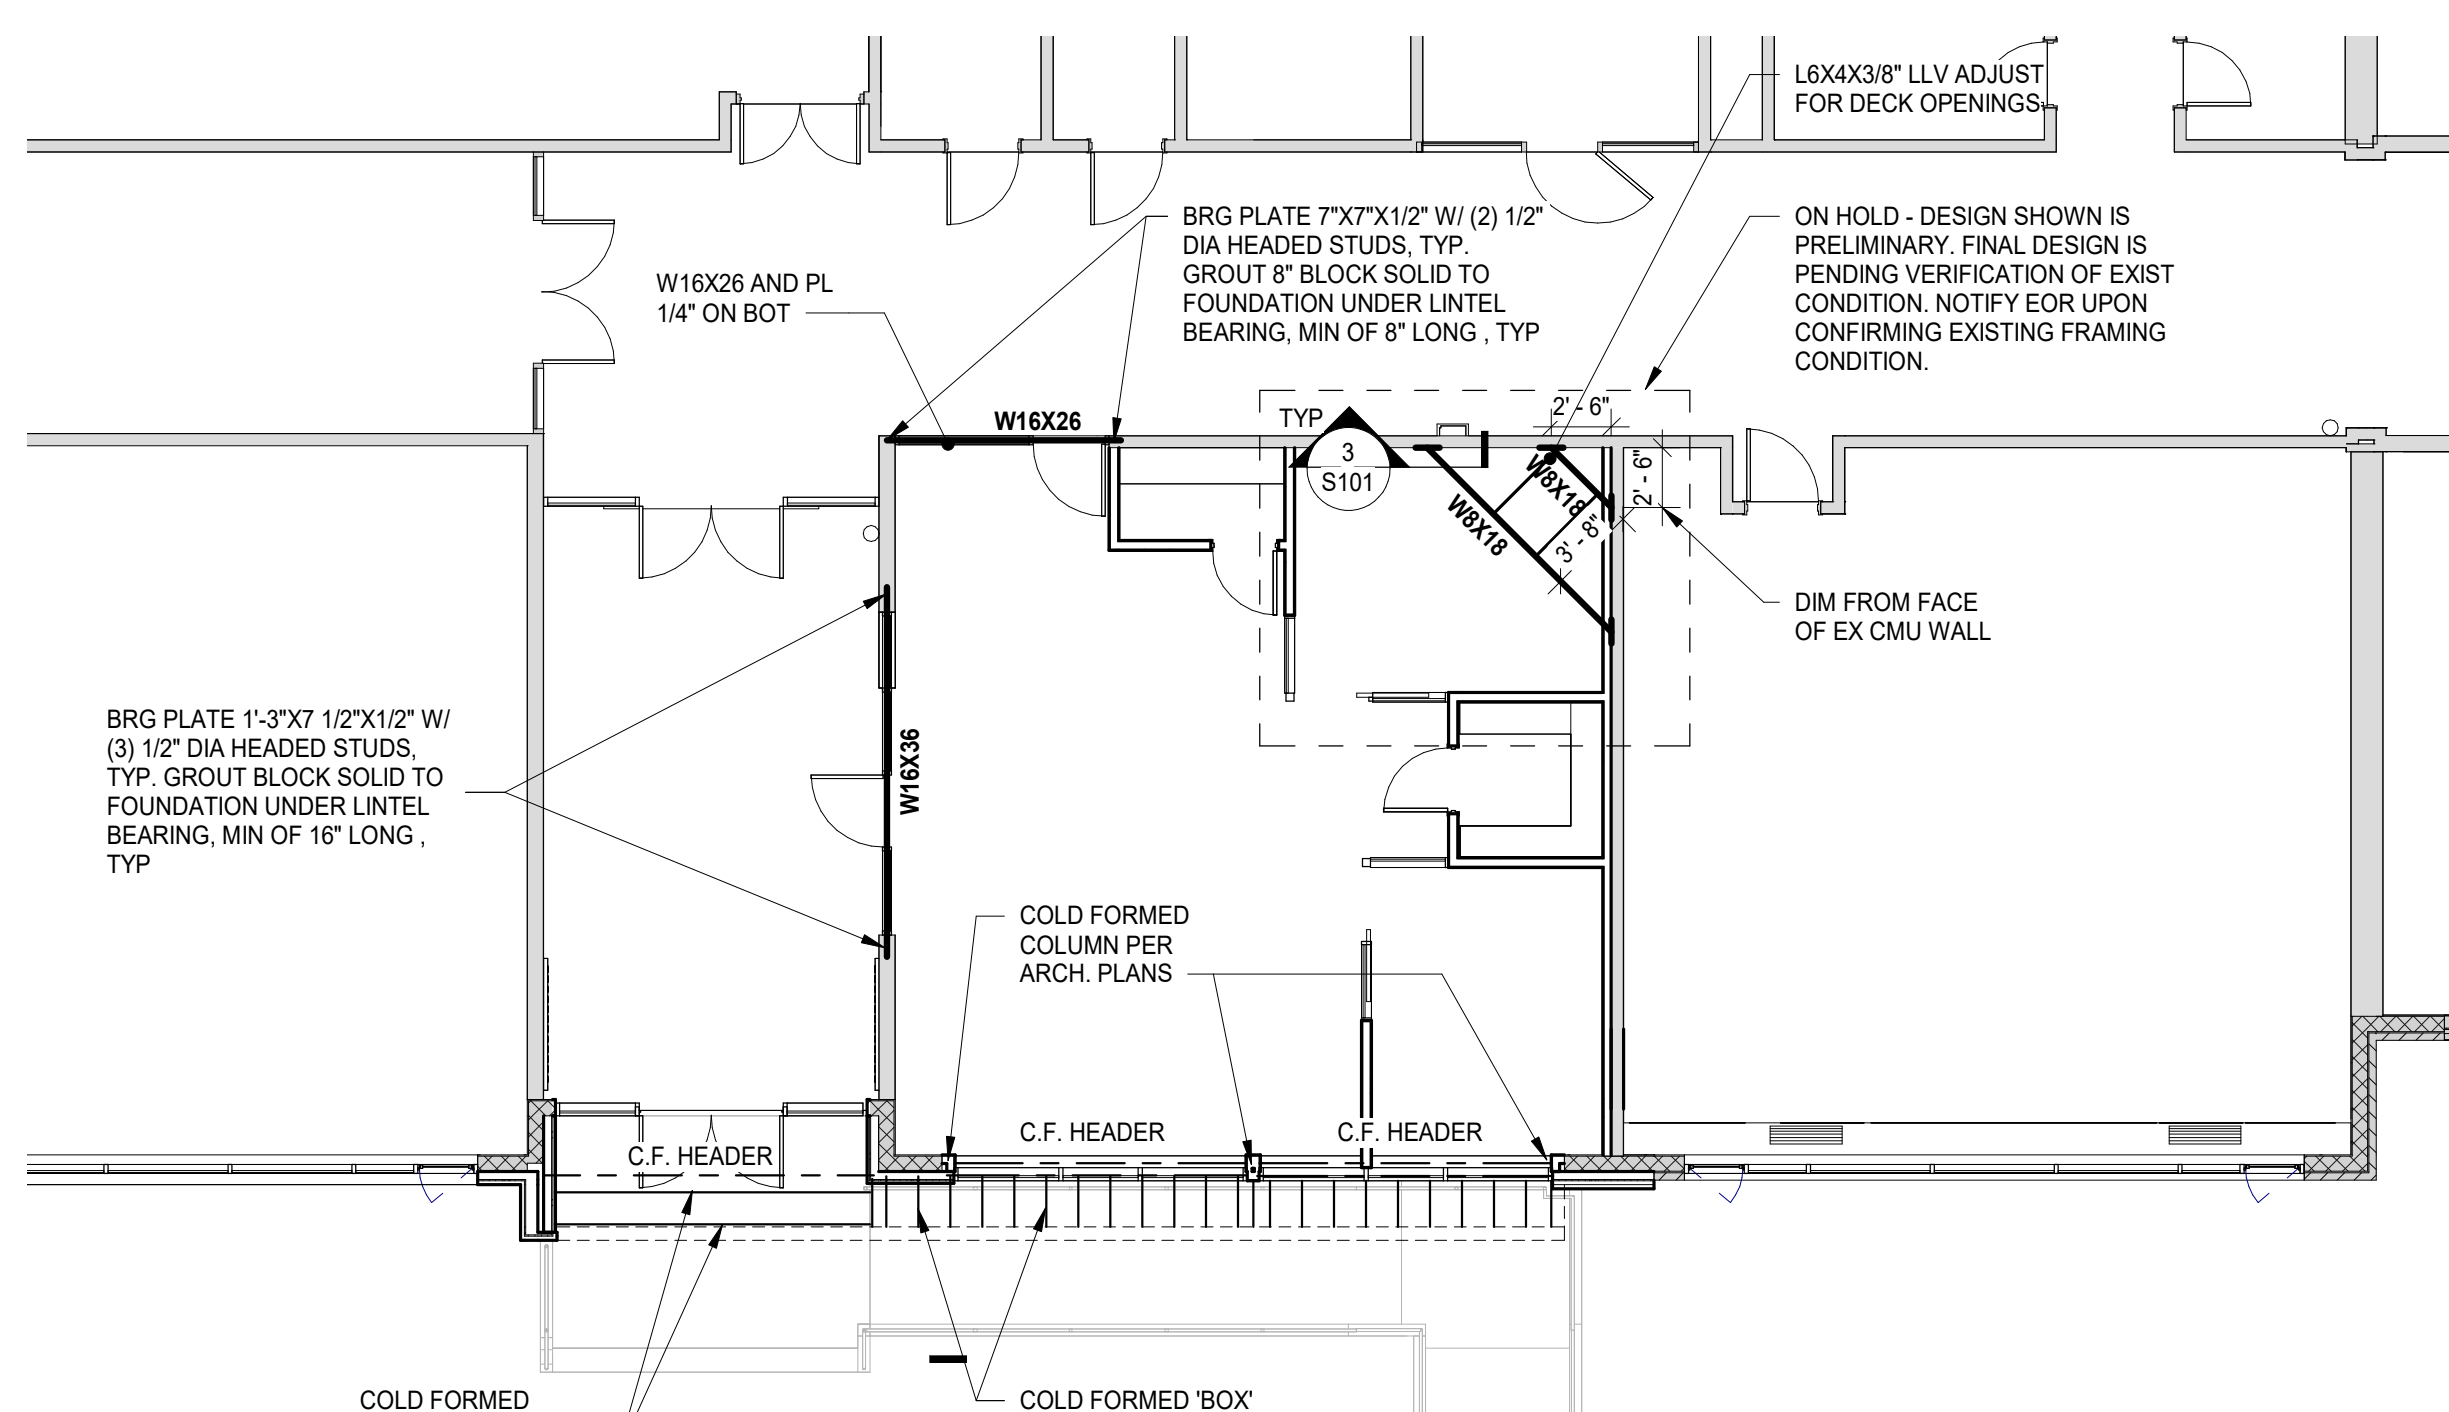 L6X4X3/8" LLV ADJUST
FOR DECK OPENINGS
BRG PLATE 7"X7"X1/2" W/ (2) 1/2"
DIA HEADED STUDS, TYP.
GROUT 8" BLOCK SOLID TO
FOUNDATION UNDER LINTEL
BEARING, MIN OF 8" LONG , TYP
ON HOLD - DESIGN SHOWN IS
PRELIMINARY. FINAL DESIGN IS
PENDING VERIFICATION OF EXIST
CONDITION. NOTIFY EOR UPON
CONFIRMING EXISTING FRAMING
CONDITION.
W16X26 AND PL
1/4" ON BOT
W16X26
TYP
3
S101
2' - 6"
2' - 6"
W8X18
W8X18
3' - 8"
DIM FROM FACE
OF EX CMU WALL
BRG PLATE 1'-3"X7 1/2"X1/2" W/
(3) 1/2" DIA HEADED STUDS,
TYP. GROUT BLOCK SOLID TO
FOUNDATION UNDER LINTEL
BEARING, MIN OF 16" LONG ,
TYP
W16X36
COLD FORMED
COLUMN PER
ARCH. PLANS
C.F. HEADER
C.F. HEADER
C.F. HEADER
COLD FORMED
COLD FORMED 'BOX'